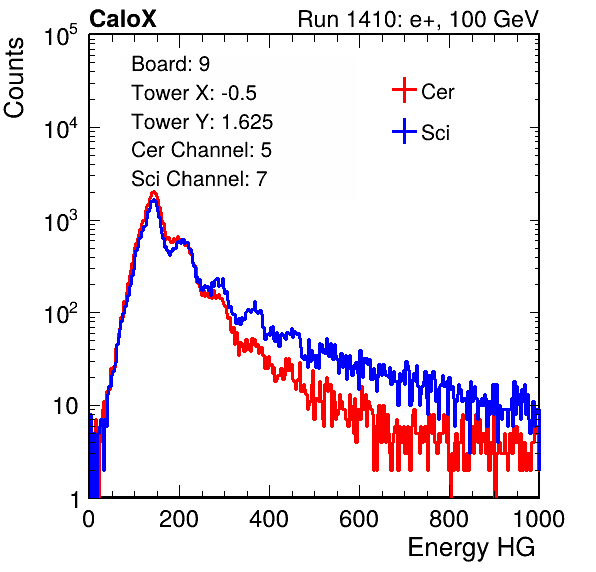 CaloX Run 1410: e+, 100 GeV
Counts
Board: 9
Tower X: -0.5
Tower Y: 1.625
Cer Channel: 5
Sci Channel: 7
Cer
Sci
10^5
10^4
10^3
10^2
10
1
0 200 400 600 800 1000
Energy HG